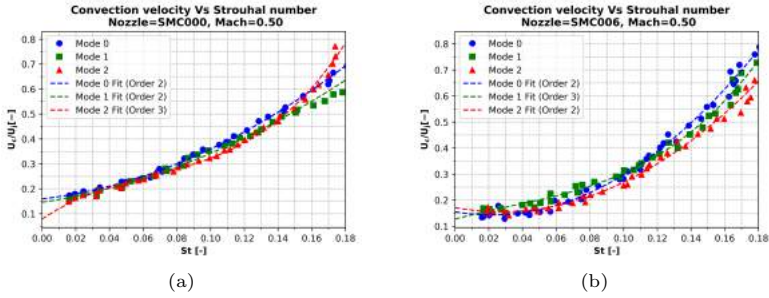 Convection velocity Vs Strouhal number
Nozzle=SMC000, Mach=0.50
0.8
0.7
0.6
0.5
0.4
0.3
0.2
0.1
Uc/Uj[−]
Mode 0
Mode 1
Mode 2
Mode 0 Fit (Order 2)
Mode 1 Fit (Order 2)
Mode 2 Fit (Order 3)
0.00 0.02 0.04 0.06 0.08 0.10 0.12 0.14 0.16 0.18
St [-]
(a)
Convection velocity Vs Strouhal number
Nozzle=SMC006, Mach=0.50
0.8
0.7
0.6
0.5
0.4
0.3
0.2
0.1
Uc/Uj[−]
Mode 0
Mode 1
Mode 2
Mode 0 Fit (Order 2)
Mode 1 Fit (Order 3)
Mode 2 Fit (Order 2)
0.00 0.02 0.04 0.06 0.08 0.10 0.12 0.14 0.16 0.18
St [-]
(b)